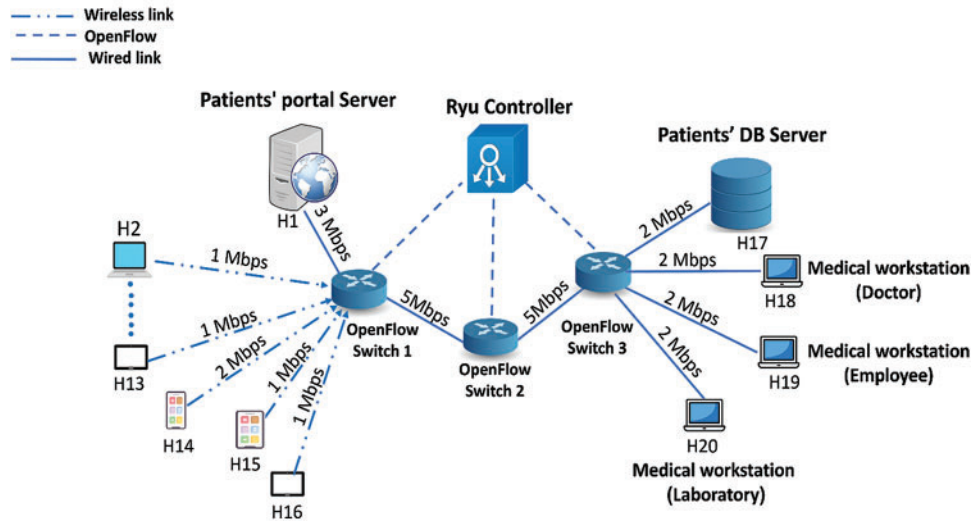 Wireless link
OpenFlow
Wired link
Patients' portal Server
Ryu Controller
Patients’ DB Server
H1
3 Mbps
H2
1 Mbps
1 Mbps
H13
2 Mbps
H14
1 Mbps
H15
1 Mbps
H16
OpenFlow
Switch 1
5Mbps
OpenFlow
Switch 2
5Mbps
OpenFlow
Switch 3
2 Mbps
H17
2 Mbps
H18
Medical workstation
(Doctor)
2 Mbps
H19
Medical workstation
(Employee)
2 Mbps
H20
Medical workstation
(Laboratory)